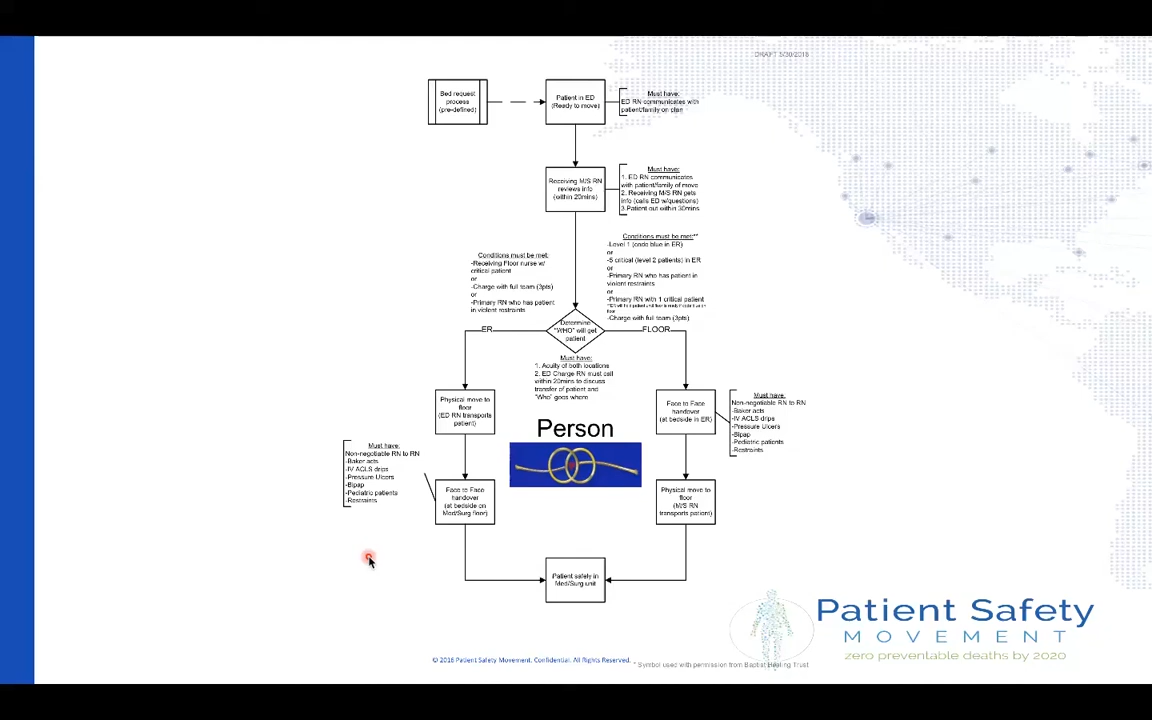 DRAFT 5/30/2018
Bed request
process
(pre-defined)
Patient in ED
(Ready to move)
Must have:
ED RN communicates with
patient/family on plan
Receiving M/S RN
reviews info
(within 20mins)
Must have:
1. ED RN communicates
with patient/family of move
2. Receiving M/S RN gets
info (calls ED w/questions)
3.Patient out within 30mins
Conditions must be met:
-Receiving Floor nurse w/
critical patient
or
-Charge with full team (3pts)
or
-Primary RN who has patient
in violent restraints
Conditions must be met:**
-Level 1 (code blue in ER)
or
-S critical (level 2 patients) in ER
or
-Primary RN who has patient in
violent restraints
or
-Primary RN with 1 critical patient
floor
-Charge with full team (3pts)
ER
Determine
"WHO" will get
patient
FLOOR
Must have:
1. Acuity of both locations
2. ED Charge RN must call
within 20mins to discuss
transfer of patient and
"Who" goes where
Physical move to
floor
(ED RN transports
patient)
Face to Face
handover
(at bedside in ER)
Must have:
Non-negotiable RN to RN
-Baker acts
-IV ACLS drips
-Pressure Ulcers
-Bipap
-Pediatric patients
-Restraints
Person
Must have:
Non-negotiable RN to RN
-Baker acts
-IV ACLS drips
-Pressure Ulcers
-Bipap
-Pediatric patients
-Restraints
Face to Face
handover
(at bedside on
Med/Surg floor)
Physical move to
floor
(M/S RN
transports patient)
Patient safely in
Med/Surg unit
Patient Safety
MOVEMENT
zero preventable deaths by 2020
© 2016 Patient Safety Movement. Confidential. All Rights Reserved.
* Symbol used with permission from Baptist Healing Trust